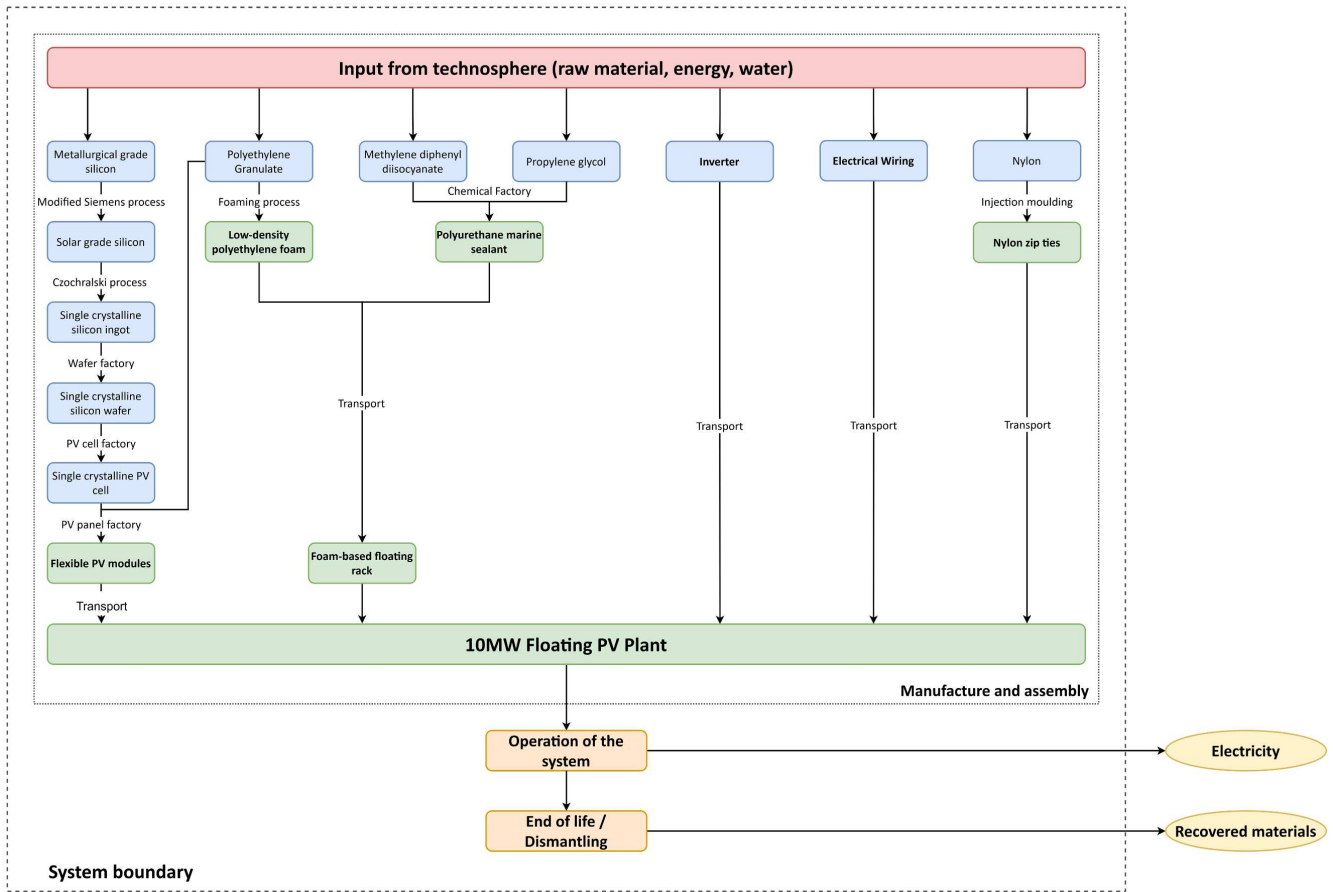 Input from technosphere (raw material, energy, water)
Metallurgical grade
silicon
Polyethylene
Granulate
Methylene diphenyl
diisocyanate
Propylene glycol
Inverter
Electrical Wiring
Nylon
Chemical Factory
Modified Siemens process
Foaming process
Injection moulding
Solar grade silicon
Low-density
polyethylene foam
Polyurethane marine
sealant
Nylon zip ties
Czochralski process
Single crystalline
silicon ingot
Wafer factory
Single crystalline
silicon wafer
Transport
Transport
Transport
Transport
PV cell factory
Single crystalline PV
cell
PV panel factory
Flexible PV modules
Foam-based floating
rack
Transport
10MW Floating PV Plant
Manufacture and assembly
Operation of the
system
Electricity
End of life /
Dismantling
Recovered materials
System boundary